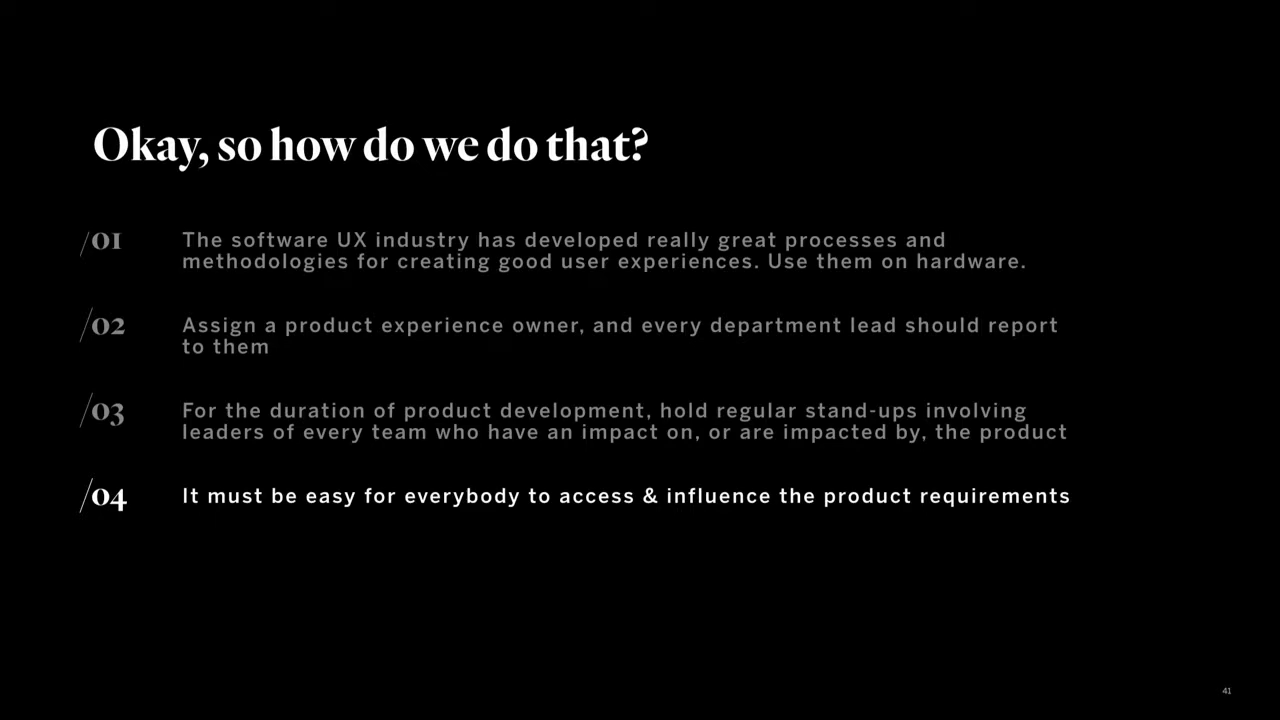 Okay, so how do we do that?
/01 The software UX industry has developed really great processes and
methodologies for creating good user experiences. Use them on hardware.
/02 Assign a product experience owner, and every department lead should report
to them
/03 For the duration of product development, hold regular stand-ups involving
leaders of every team who have an impact on, or are impacted by, the product
/04 It must be easy for everybody to access & influence the product requirements
41